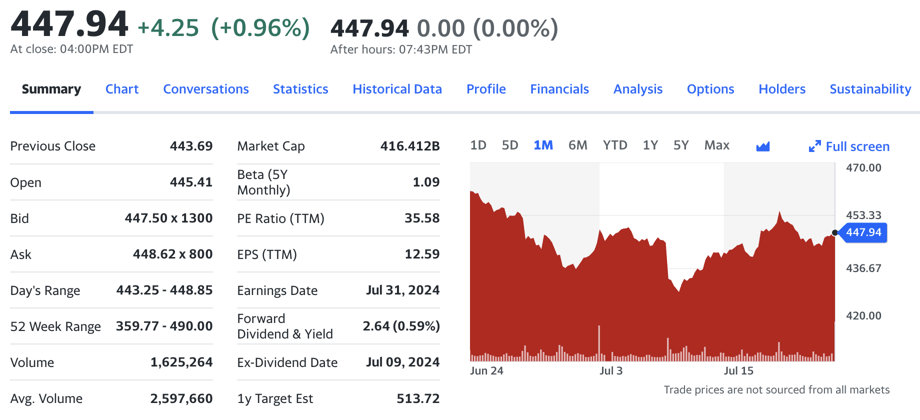 447.94 +4.25 (+0.96%) 447.94 0.00 (0.00%)
At close: 04:00PM EDT After hours: 07:43PM EDT
Summary Chart Conversations Statistics Historical Data Profile Financials Analysis Options Holders Sustainability
Previous Close 443.69
Open 445.41
Bid 447.50 x 1300
Ask 448.62 x 800
Day's Range 443.25 - 448.85
52 Week Range 359.77 - 490.00
Volume 1,625,264
Avg. Volume 2,597,660
Market Cap 416.412B
Beta (5Y
Monthly) 1.09
PE Ratio (TTM) 35.58
EPS (TTM) 12.59
Earnings Date Jul 31, 2024
Forward
Dividend & Yield 2.64 (0.59%)
Ex-Dividend Date Jul 09, 2024
1y Target Est 513.72
1D 5D 1M 6M YTD 1Y 5Y Max Full screen
470.00
453.33
447.94
436.67
420.00
Jun 24 Jul 3 Jul 15
Trade prices are not sourced from all markets